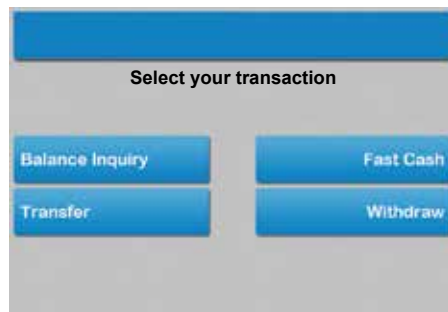 Select your transaction
Balance Inquiry
Fast Cash
Transfer
Withdraw